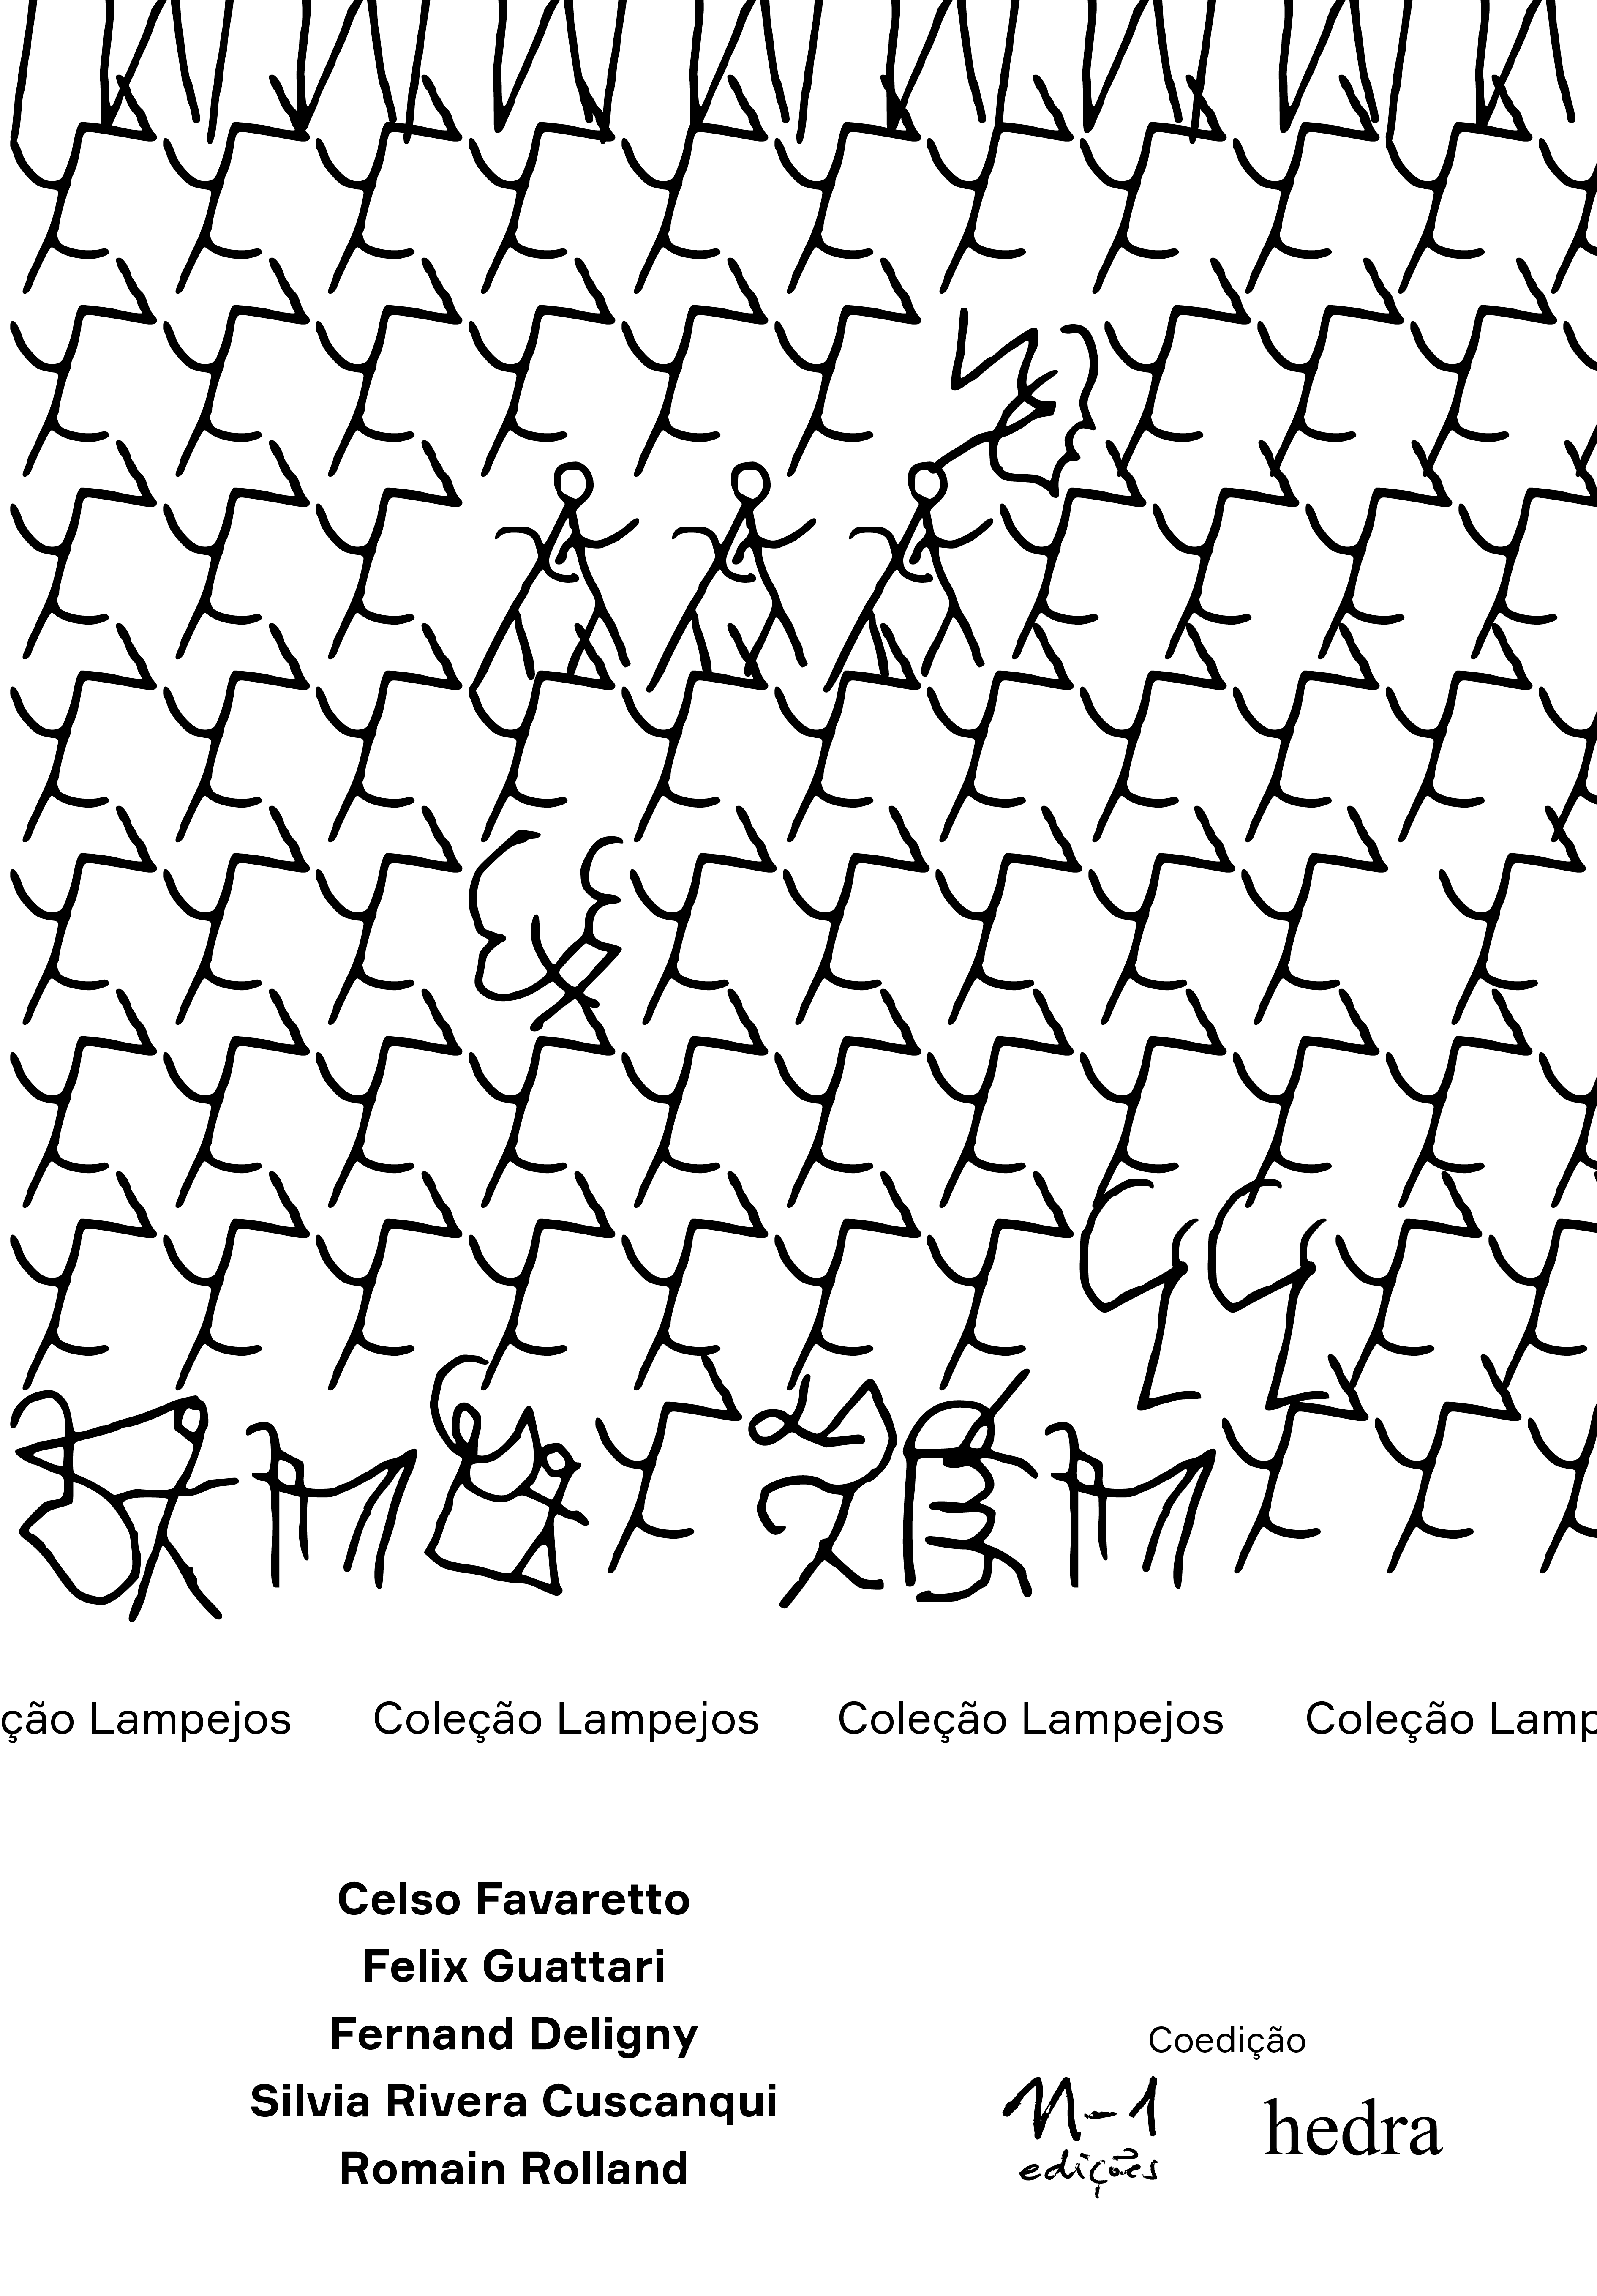 ção Lampejos Coleção Lampejos Coleção Lampejos Coleção Lamp
Celso Favaretto
Felix Guattari
Fernand Deligny
Silvia Rivera Cuscanqui
Romain Rolland
Coedição
n-1
edições
hedra